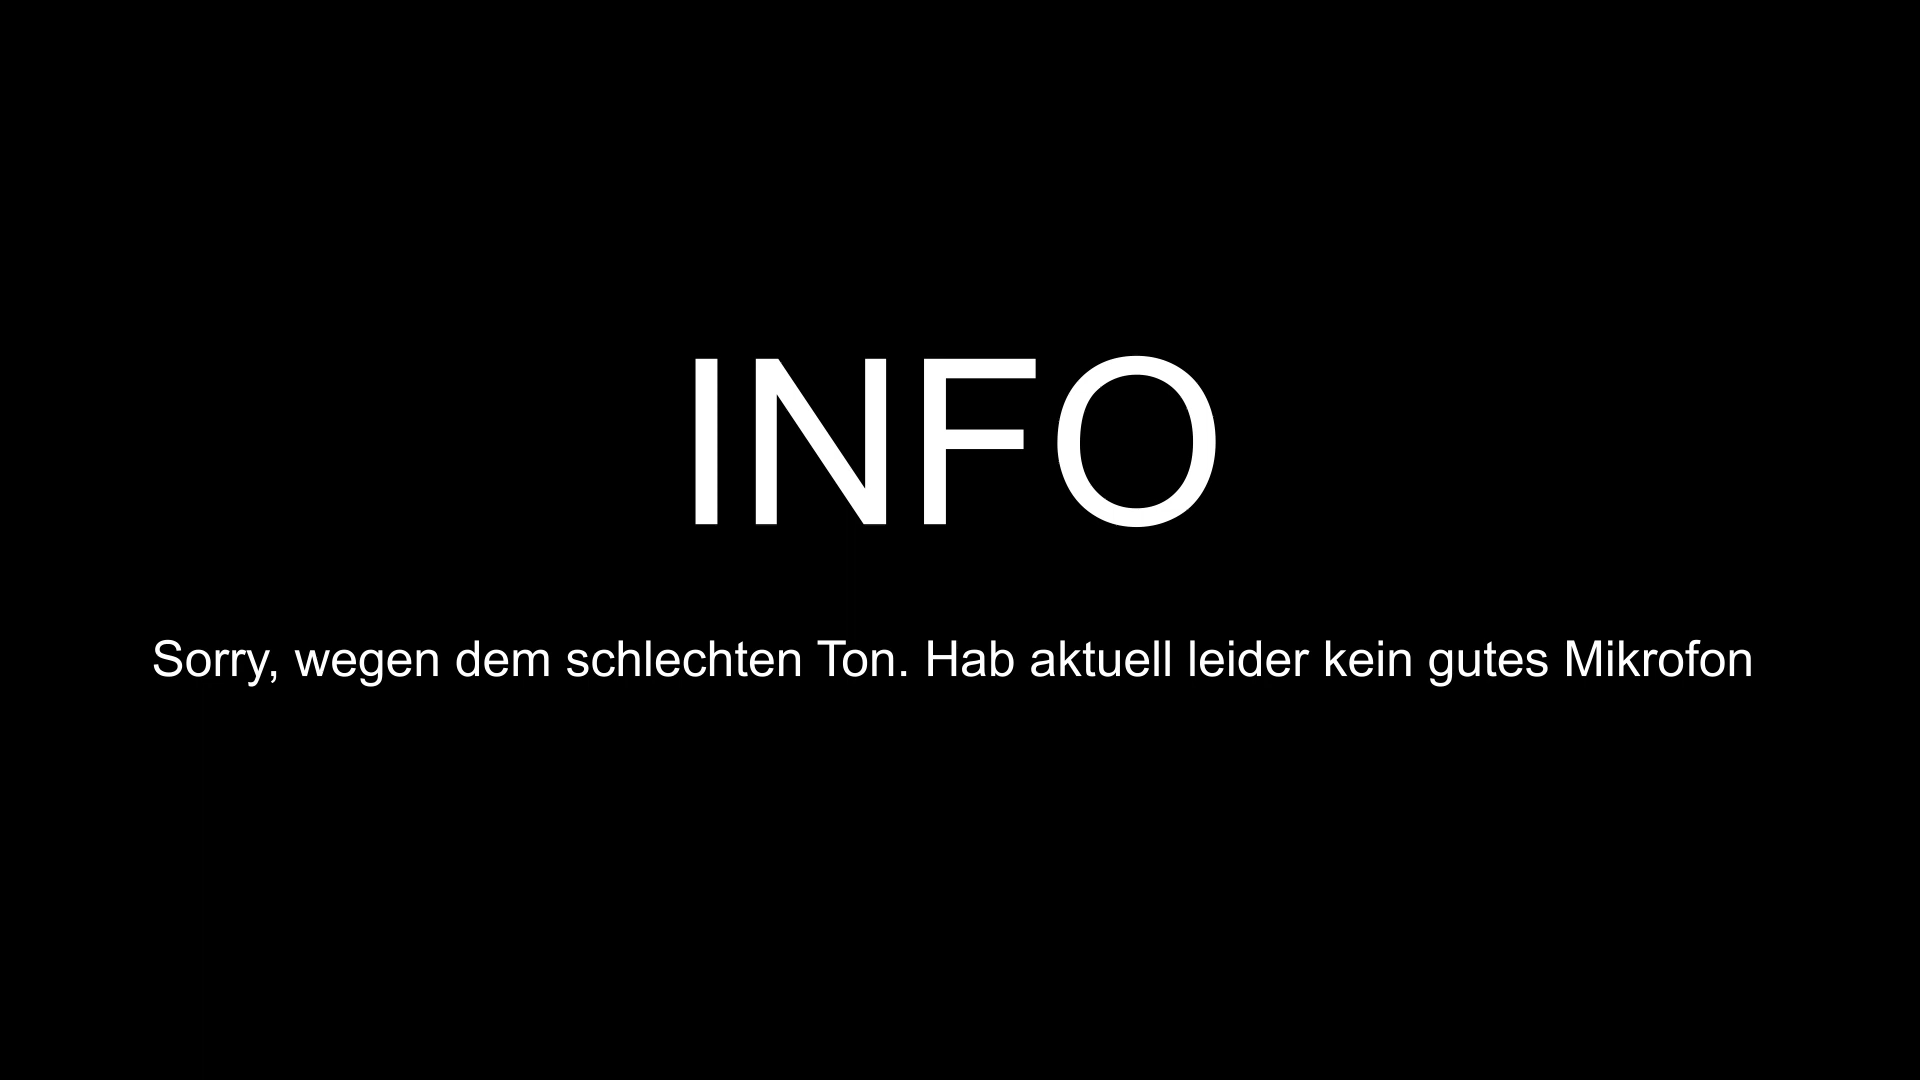 INFO
Sorry, wegen dem schlechten Ton. Hab aktuell leider kein gutes Mikrofon